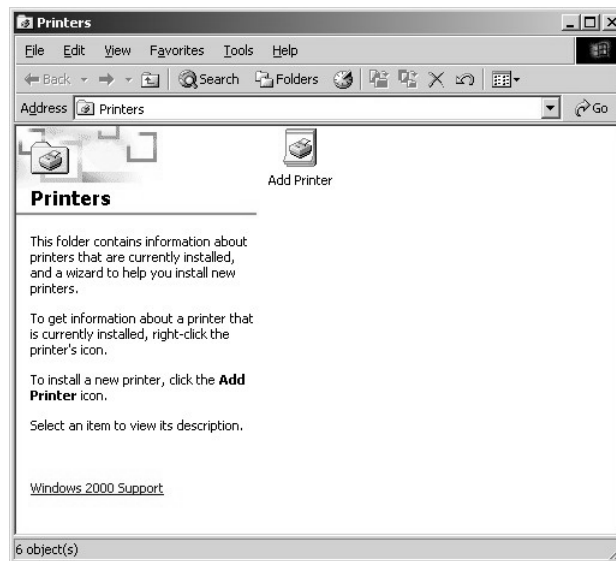 Printers
File Edit View Favorites Tools Help
Back Search Folders
Address Printers Go
Printers
This folder contains information about
printers that are currently installed,
and a wizard to help you install new
printers.
To get information about a printer that
is currently installed, right-click the
printer's icon.
To install a new printer, click the Add
Printer icon.
Select an item to view its description.
Windows 2000 Support
Add Printer
6 object(s)